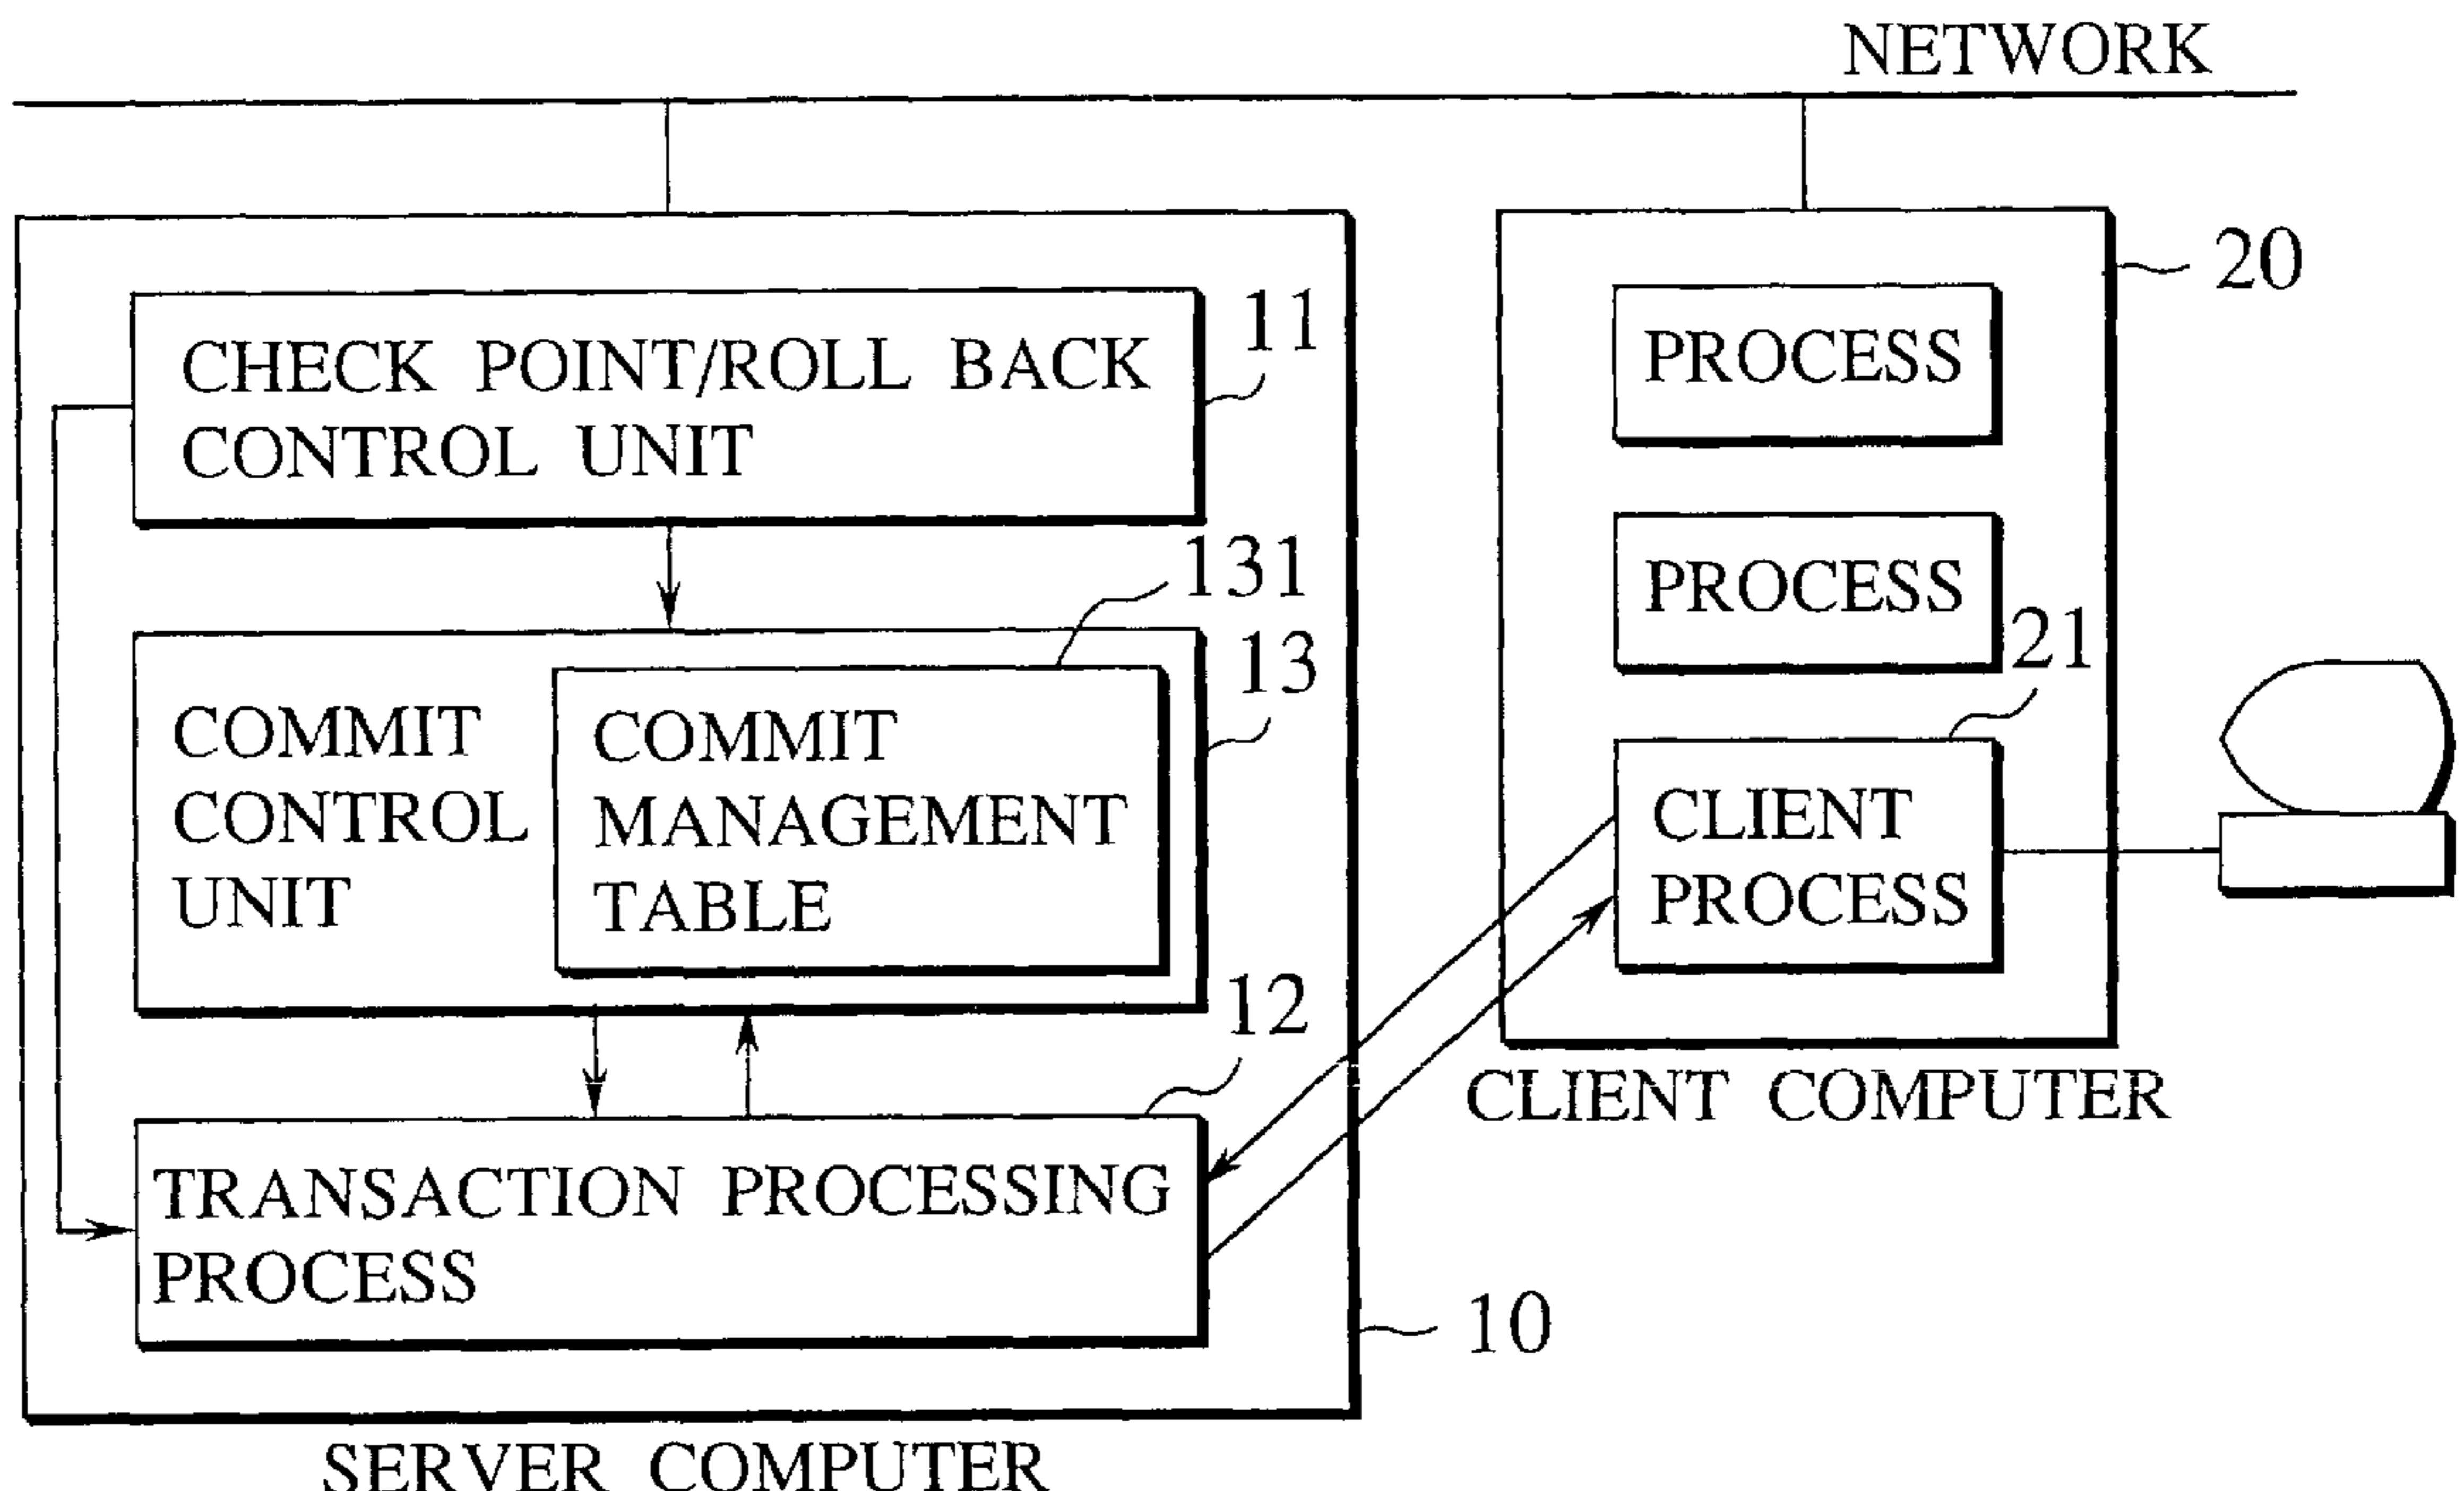 NETWORK
20
11
CHECK POINT/ROLL BACK
CONTROL UNIT
PROCESS
131
PROCESS
13
21
COMMIT
CONTROL
UNIT
COMMIT
MANAGEMENT
TABLE
CLIENT
PROCESS
12
CLIENT COMPUTER
TRANSACTION PROCESSING
PROCESS
10
SERVER COMPUTER